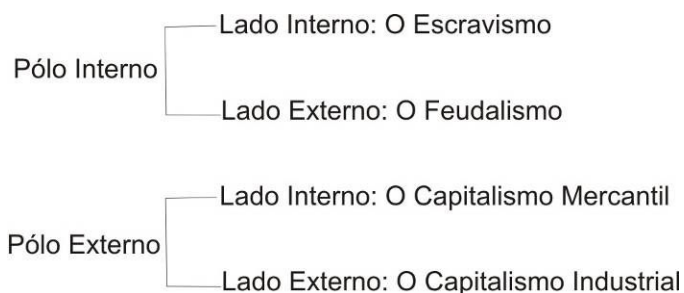 Lado Interno: O Escravismo
Pólo Interno
Lado Externo: O Feudalismo
Lado Interno: O Capitalismo Mercantil
Pólo Externo
Lado Externo: O Capitalismo Industrial